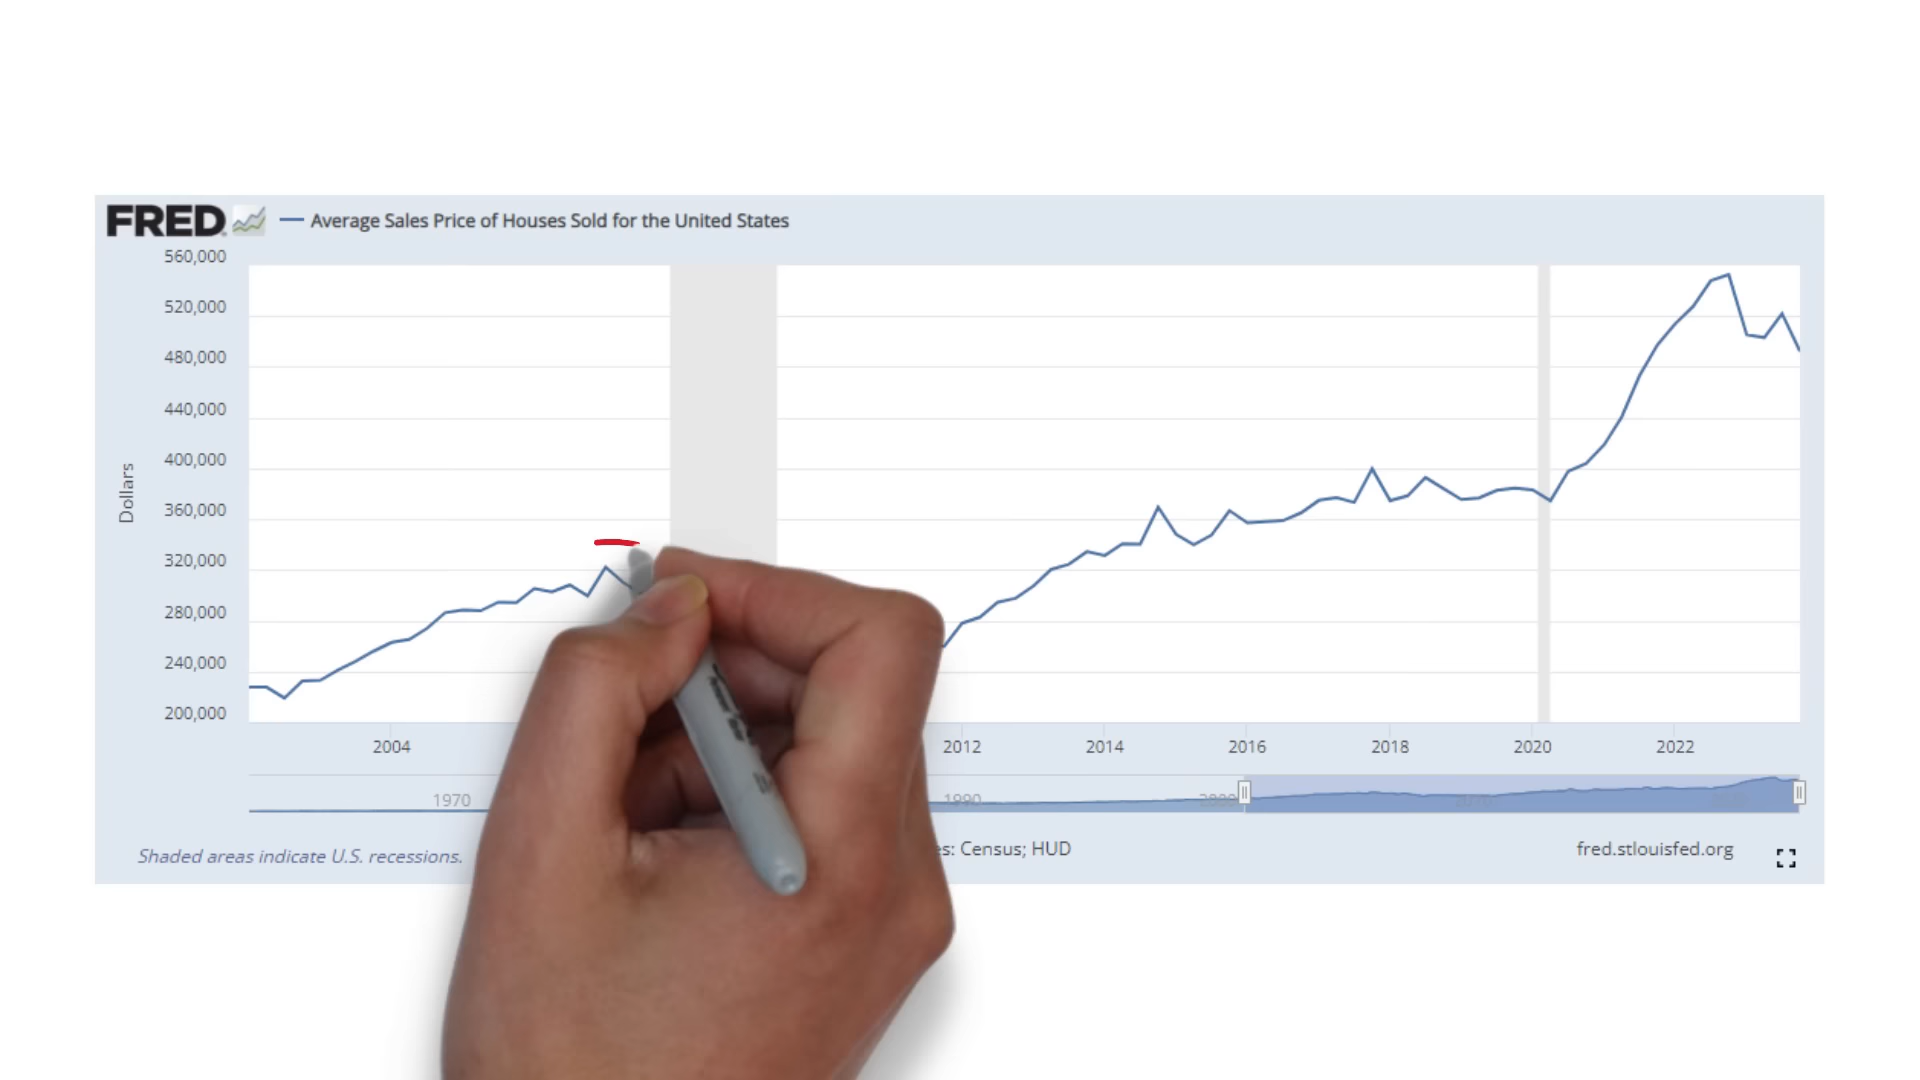 FRED
Average Sales Price of Houses Sold for the United States
560,000
520,000
480,000
440,000
400,000
360,000
320,000
280,000
240,000
200,000
Dollars
2004 2012 2014 2016 2018 2020 2022
1970 1990
Shaded areas indicate U.S. recessions.
es: Census; HUD
fred.stlouisfed.org